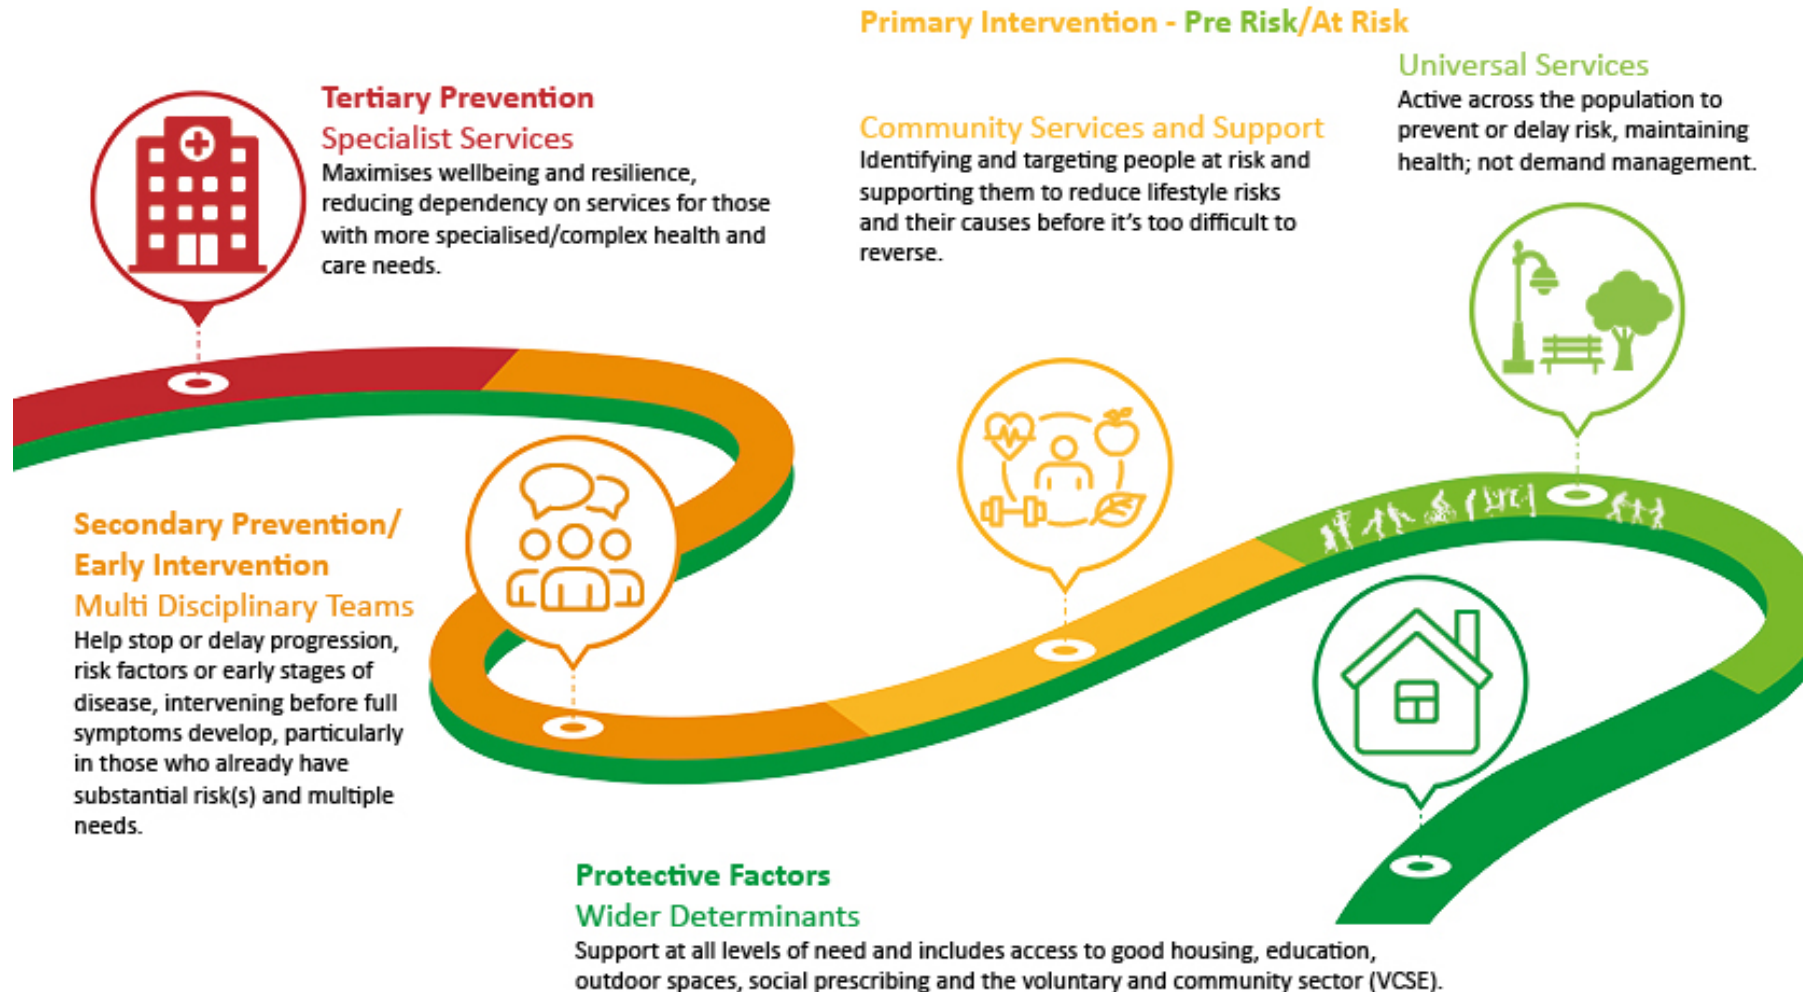 Primary Intervention - Pre Risk/At Risk
Tertiary Prevention
Specialist Services
Maximises wellbeing and resilience,
reducing dependency on services for those
with more specialised/complex health and
care needs.
Community Services and Support
Identifying and targeting people at risk and
supporting them to reduce lifestyle risks
and their causes before it’s too difficult to
reverse.
Universal Services
Active across the population to
prevent or delay risk, maintaining
health; not demand management.
Secondary Prevention/
Early Intervention
Multi Disciplinary Teams
Help stop or delay progression,
risk factors or early stages of
disease, intervening before full
symptoms develop, particularly
in those who already have
substantial risk(s) and multiple
needs.
Protective Factors
Wider Determinants
Support at all levels of need and includes access to good housing, education,
outdoor spaces, social prescribing and the voluntary and community sector (VCSE).